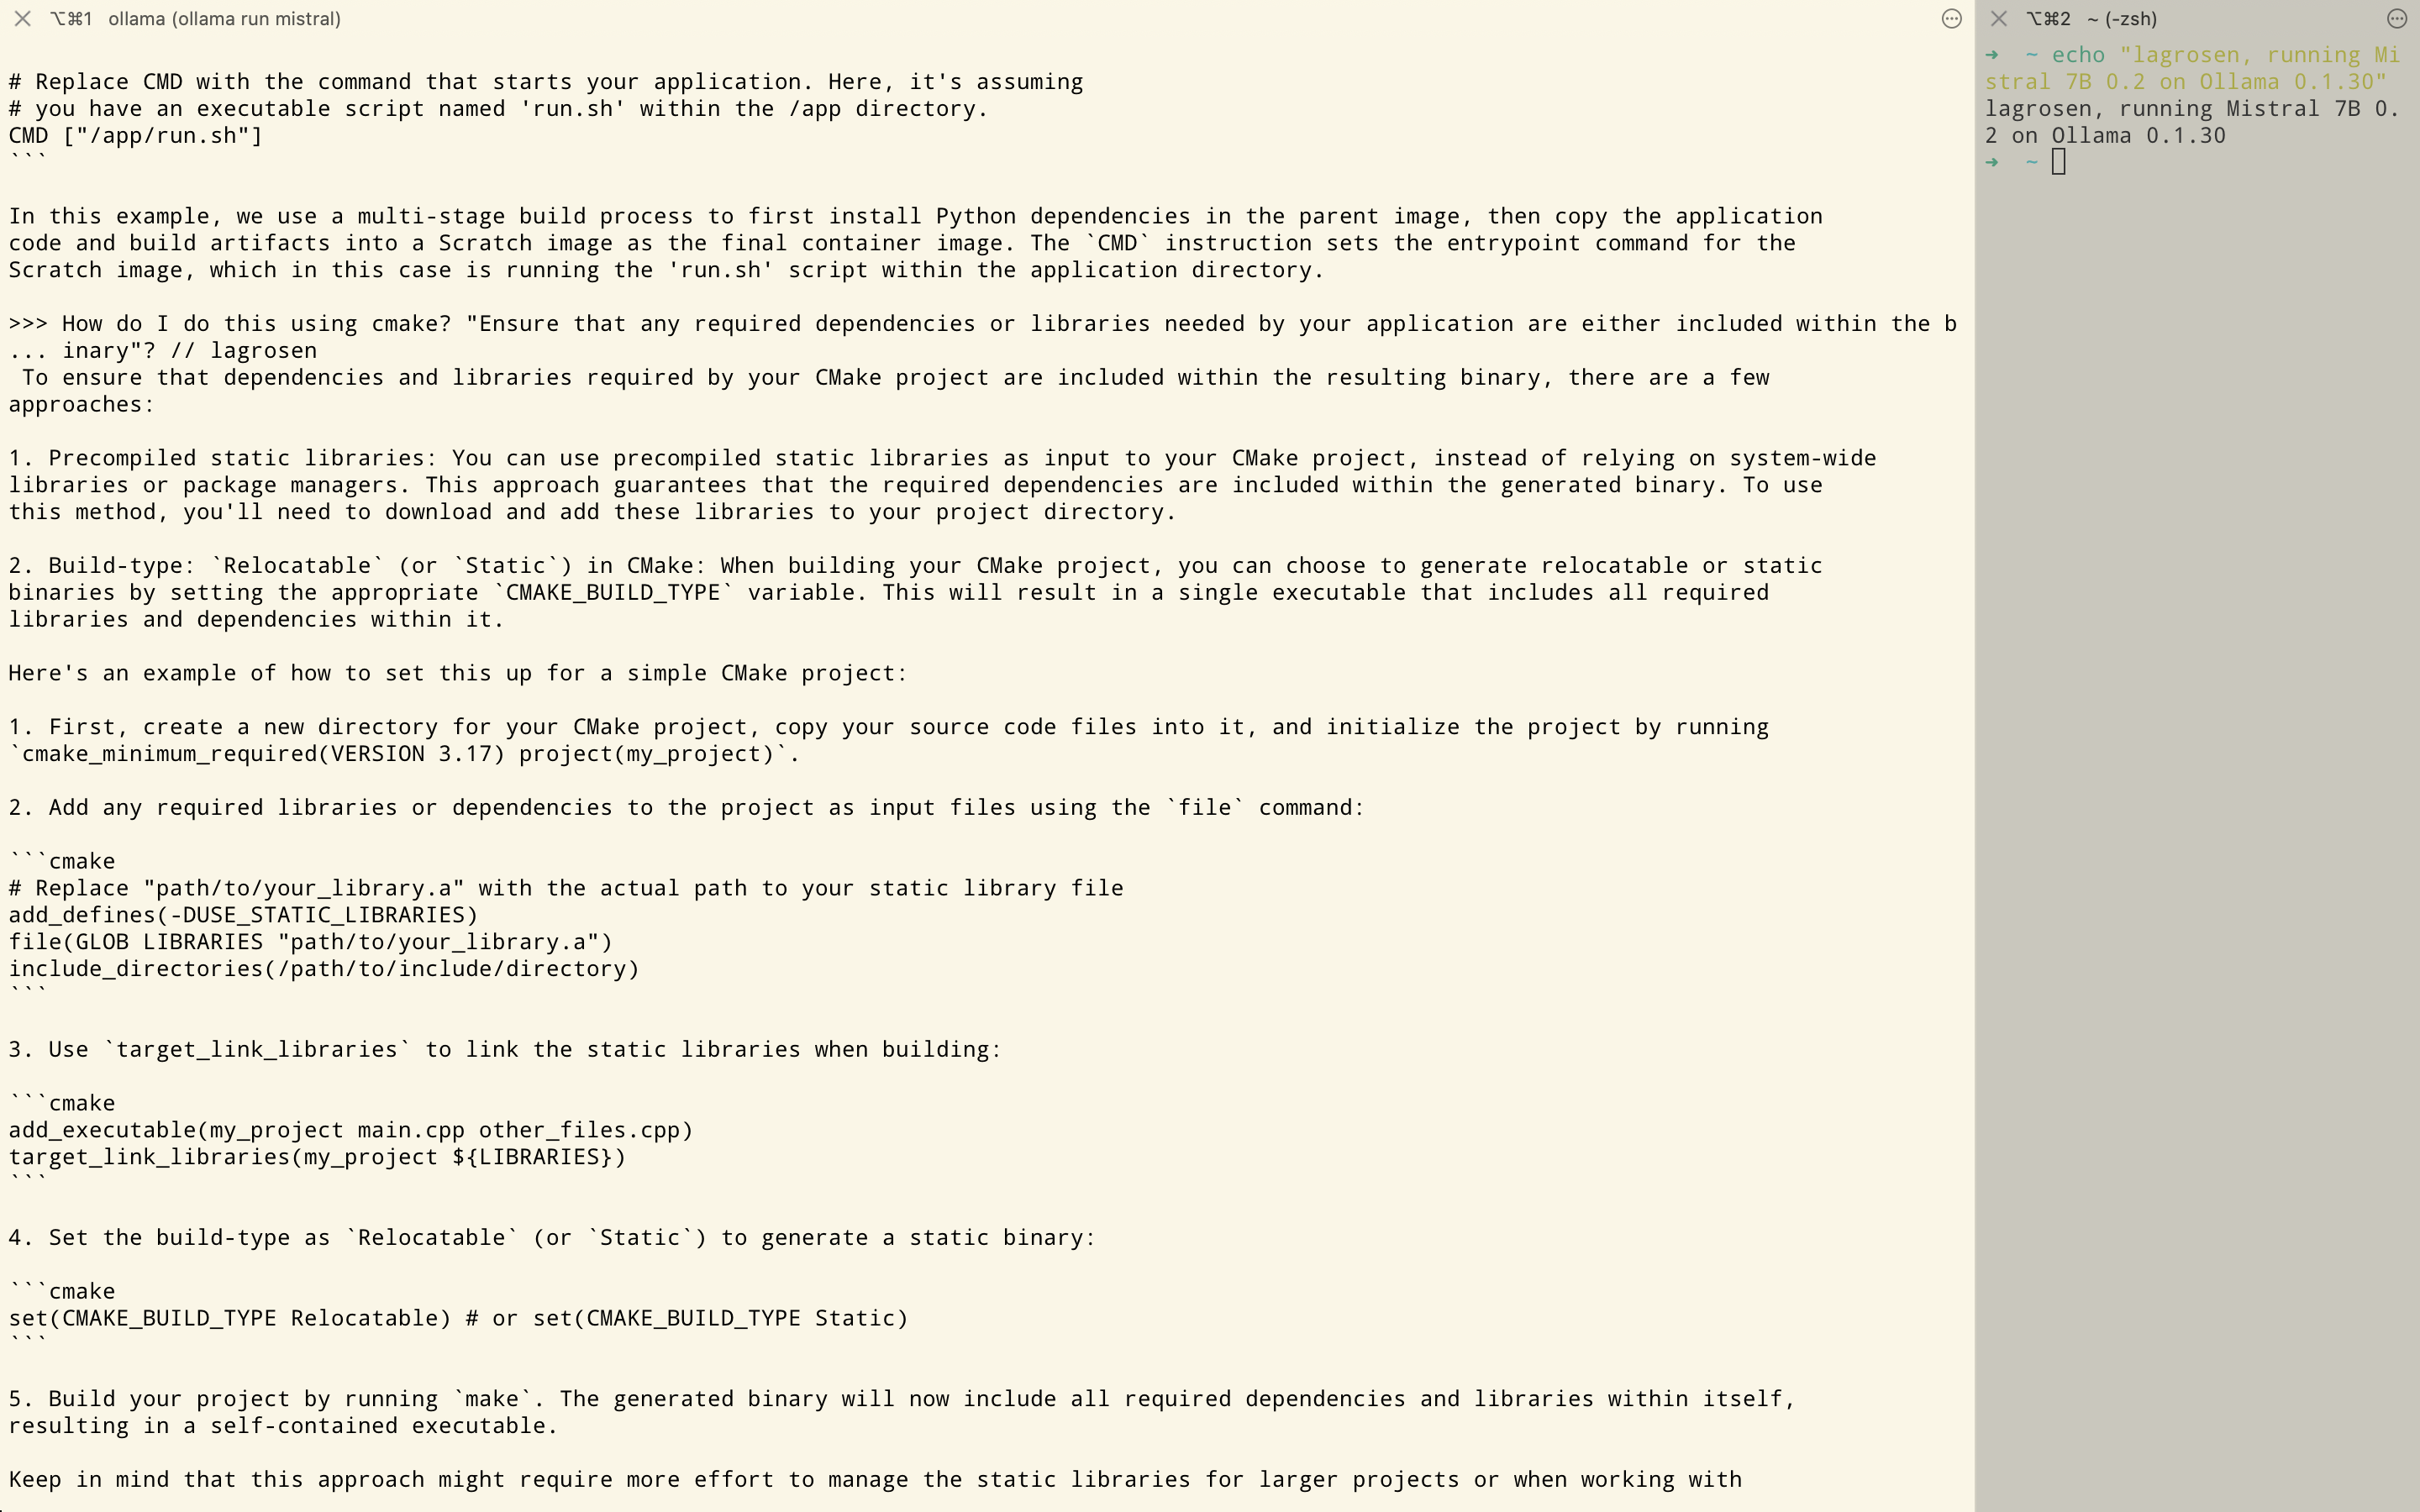 ⌥⌘1 ollama (ollama run mistral)
# Replace CMD with the command that starts your application. Here, it's assuming
# you have an executable script named 'run.sh' within the /app directory.
CMD ["/app/run.sh"]
```
In this example, we use a multi-stage build process to first install Python dependencies in the parent image, then copy the application
code and build artifacts into a Scratch image as the final container image. The `CMD` instruction sets the entrypoint command for the
Scratch image, which in this case is running the 'run.sh' script within the application directory.
>>> How do I do this using cmake? "Ensure that any required dependencies or libraries needed by your application are either included within the b
... inary"? // lagrosen
To ensure that dependencies and libraries required by your CMake project are included within the resulting binary, there are a few
approaches:
1. Precompiled static libraries: You can use precompiled static libraries as input to your CMake project, instead of relying on system-wide
libraries or package managers. This approach guarantees that the required dependencies are included within the generated binary. To use
this method, you'll need to download and add these libraries to your project directory.
2. Build-type: `Relocatable` (or `Static`) in CMake: When building your CMake project, you can choose to generate relocatable or static
binaries by setting the appropriate `CMAKE_BUILD_TYPE` variable. This will result in a single executable that includes all required
libraries and dependencies within it.
Here's an example of how to set this up for a simple CMake project:
1. First, create a new directory for your CMake project, copy your source code files into it, and initialize the project by running
`cmake_minimum_required(VERSION 3.17) project(my_project)`.
2. Add any required libraries or dependencies to the project as input files using the `file` command:
```cmake
# Replace "path/to/your_library.a" with the actual path to your static library file
add_defines(-DUSE_STATIC_LIBRARIES)
file(GLOB LIBRARIES "path/to/your_library.a")
include_directories(/path/to/include/directory)
```
3. Use `target_link_libraries` to link the static libraries when building:
```cmake
add_executable(my_project main.cpp other_files.cpp)
target_link_libraries(my_project ${LIBRARIES})
```
4. Set the build-type as `Relocatable` (or `Static`) to generate a static binary:
```cmake
set(CMAKE_BUILD_TYPE Relocatable) # or set(CMAKE_BUILD_TYPE Static)
```
5. Build your project by running `make`. The generated binary will now include all required dependencies and libraries within itself,
resulting in a self-contained executable.
Keep in mind that this approach might require more effort to manage the static libraries for larger projects or when working with
⌥⌘2 ~ (-zsh)
➜ ~ echo "lagrosen, running Mi
stral 7B 0.2 on Ollama 0.1.30"
lagrosen, running Mistral 7B 0.
2 on Ollama 0.1.30
➜ ~